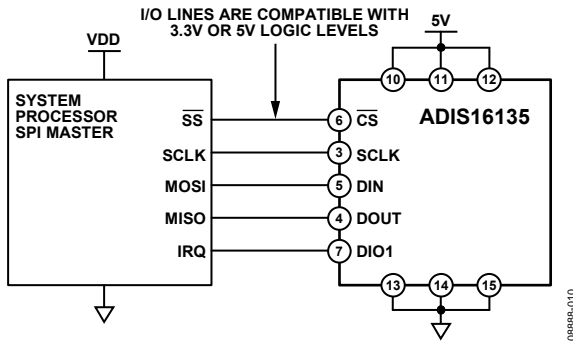 I/O LINES ARE COMPATIBLE WITH
3.3V OR 5V LOGIC LEVELS
VDD
5V
10 11 12
SYSTEM
PROCESSOR
SPI MASTER
ADIS16135
SS 6 CS
SCLK 3 SCLK
MOSI 5 DIN
MISO 4 DOUT
IRQ 7 DIO1
13 14 15
08888-010